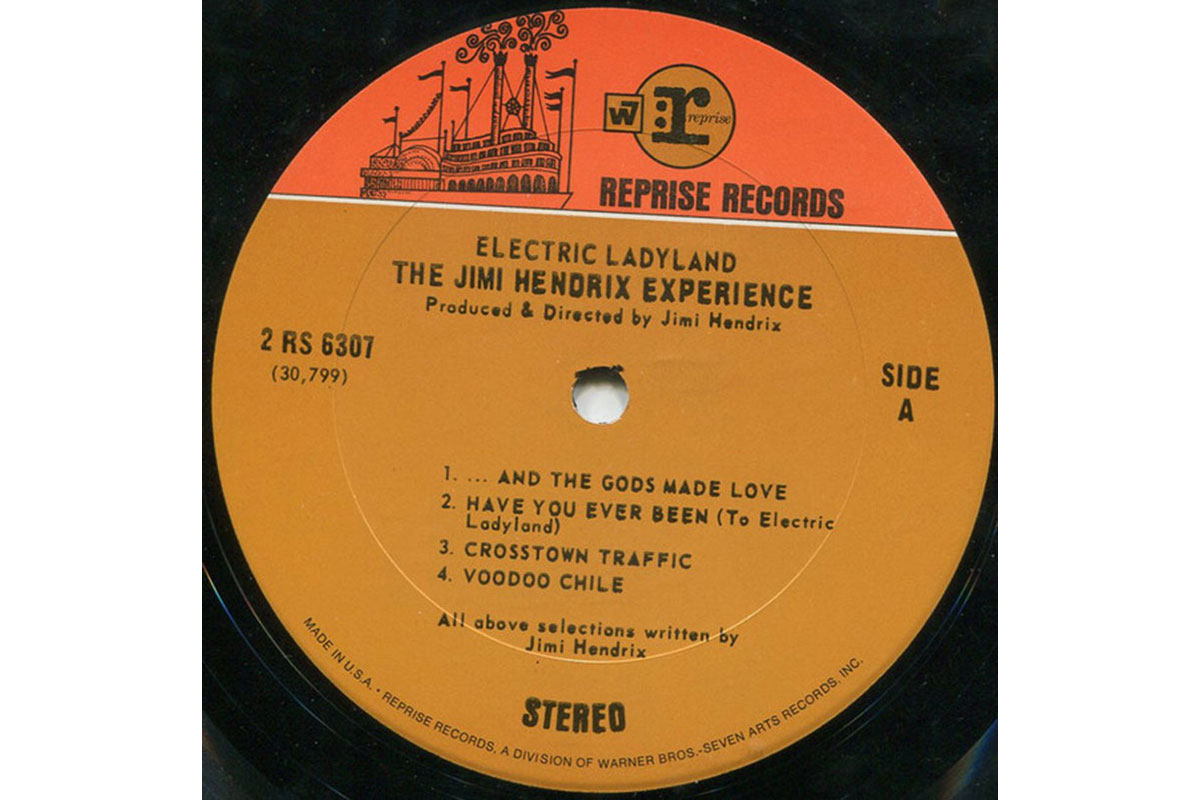 W7
r: reprise
REPRISE RECORDS
ELECTRIC LADYLAND
THE JIMI HENDRIX EXPERIENCE
Produced & Directed by Jimi Hendrix
2 RS 6307
(30,799)
SIDE
A
1. ... AND THE GODS MADE LOVE
2. HAVE YOU EVER BEEN (To Electric
Ladyland)
3. CROSSTOWN TRAFFIC
4. VOODOO CHILE
All above selections written by
Jimi Hendrix
STEREO
MADE IN U.S.A. • REPRISE RECORDS, A DIVISION OF WARNER BROS.-SEVEN ARTS RECORDS, INC.